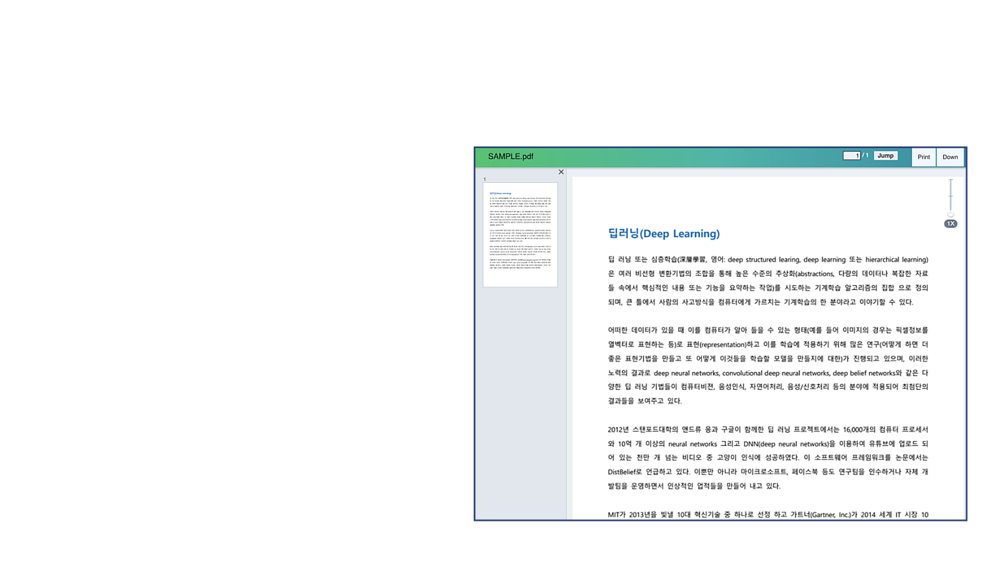 SAMPLE.pdf
1 / 1 Jump Print Down
1
1X
딥러닝(Deep Learning)
딥 러닝 또는 심층학습(深層學習, 영어: deep structured learing, deep learning 또는 hierarchical learning)
은 여러 비선형 변환기법의 조합을 통해 높은 수준의 추상화(abstractions, 다량의 데이터나 복잡한 자료
들 속에서 핵심적인 내용 또는 기능을 요약하는 작업)를 시도하는 기계학습 알고리즘의 집합 으로 정의
되며, 큰 틀에서 사람의 사고방식을 컴퓨터에게 가르치는 기계학습의 한 분야라고 이야기할 수 있다.
어떠한 데이터가 있을 때 이를 컴퓨터가 알아 들을 수 있는 형태(예를 들어 이미지의 경우는 픽셀정보를
열벡터로 표현하는 등)로 표현(representation)하고 이를 학습에 적용하기 위해 많은 연구(어떻게 하면 더
좋은 표현기법을 만들고 또 어떻게 이것들을 학습할 모델을 만들지에 대한)가 진행되고 있으며, 이러한
노력의 결과로 deep neural networks, convolutional deep neural networks, deep belief networks와 같은 다
양한 딥 러닝 기법들이 컴퓨터비젼, 음성인식, 자연어처리, 음성/신호처리 등의 분야에 적용되어 최첨단의
결과들을 보여주고 있다.
2012년 스탠포드대학의 앤드류 응과 구글이 함께한 딥 러닝 프로젝트에서는 16,000개의 컴퓨터 프로세서
와 10억 개 이상의 neural networks 그리고 DNN(deep neural networks)을 이용하여 유튜브에 업로드 되
어 있는 천만 개 넘는 비디오 중 고양이 인식에 성공하였다. 이 소프트웨어 프레임워크를 논문에서는
DistBelief로 언급하고 있다. 이뿐만 아니라 마이크로소프트, 페이스북 등도 연구팀을 인수하거나 자체 개
발팀을 운영하면서 인상적인 업적들을 만들어 내고 있다.
MIT가 2013년을 빛낼 10대 혁신기술 중 하나로 선정 하고 가트너(Gartner, Inc.)가 2014 세계 IT 시장 10